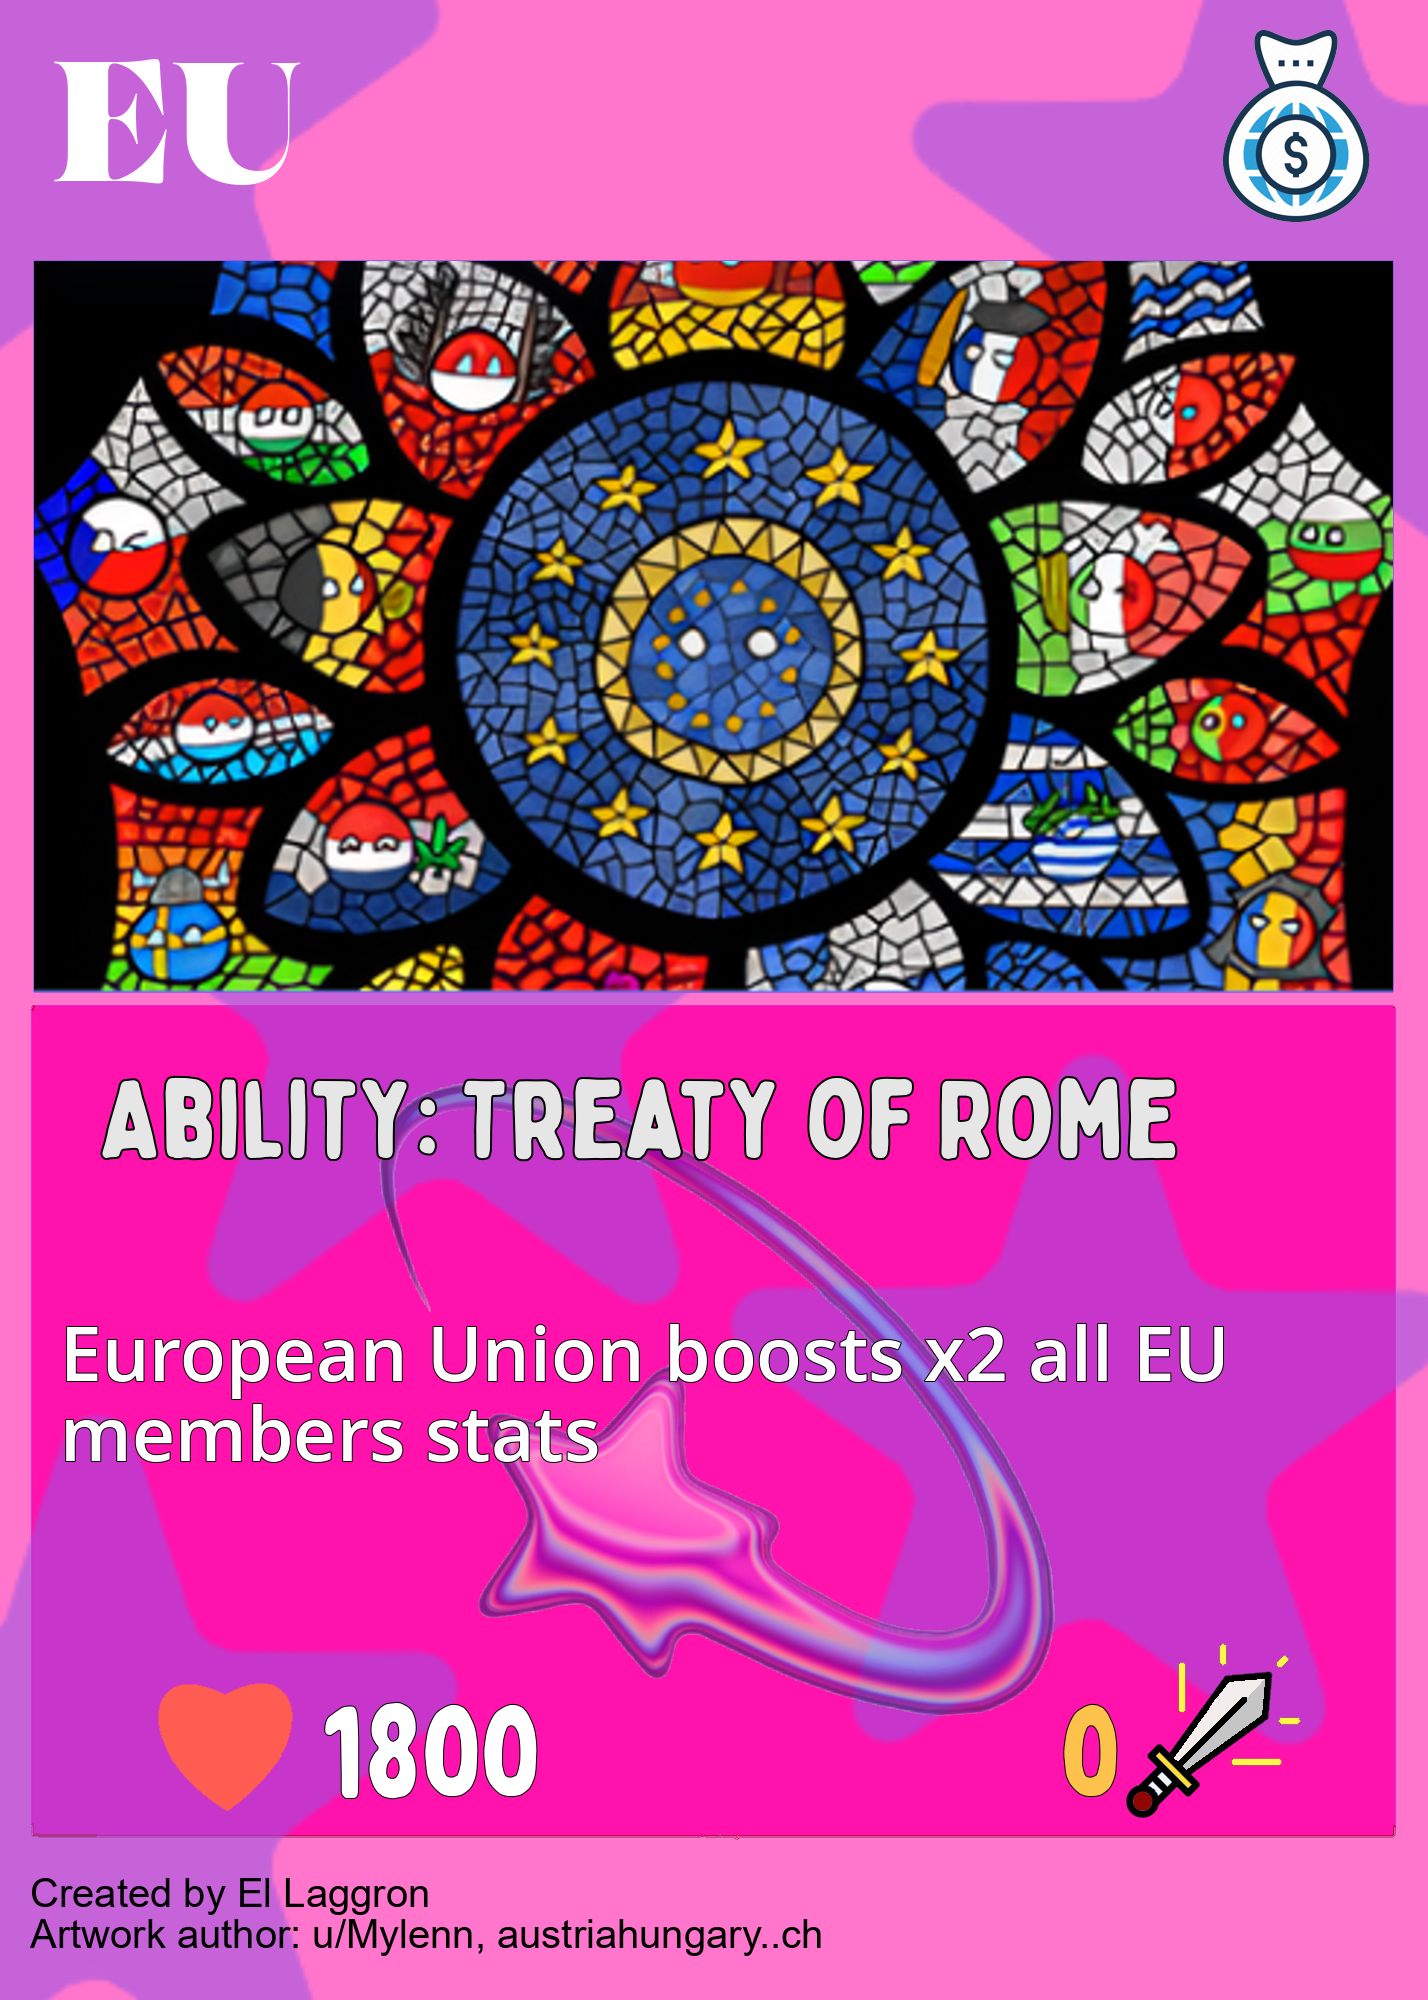 EU
$
ABILITY: TREATY OF ROME
European Union boosts x2 all EU
members stats
1800
0
Created by El Laggron
Artwork author: u/Mylenn, austriahungary..ch